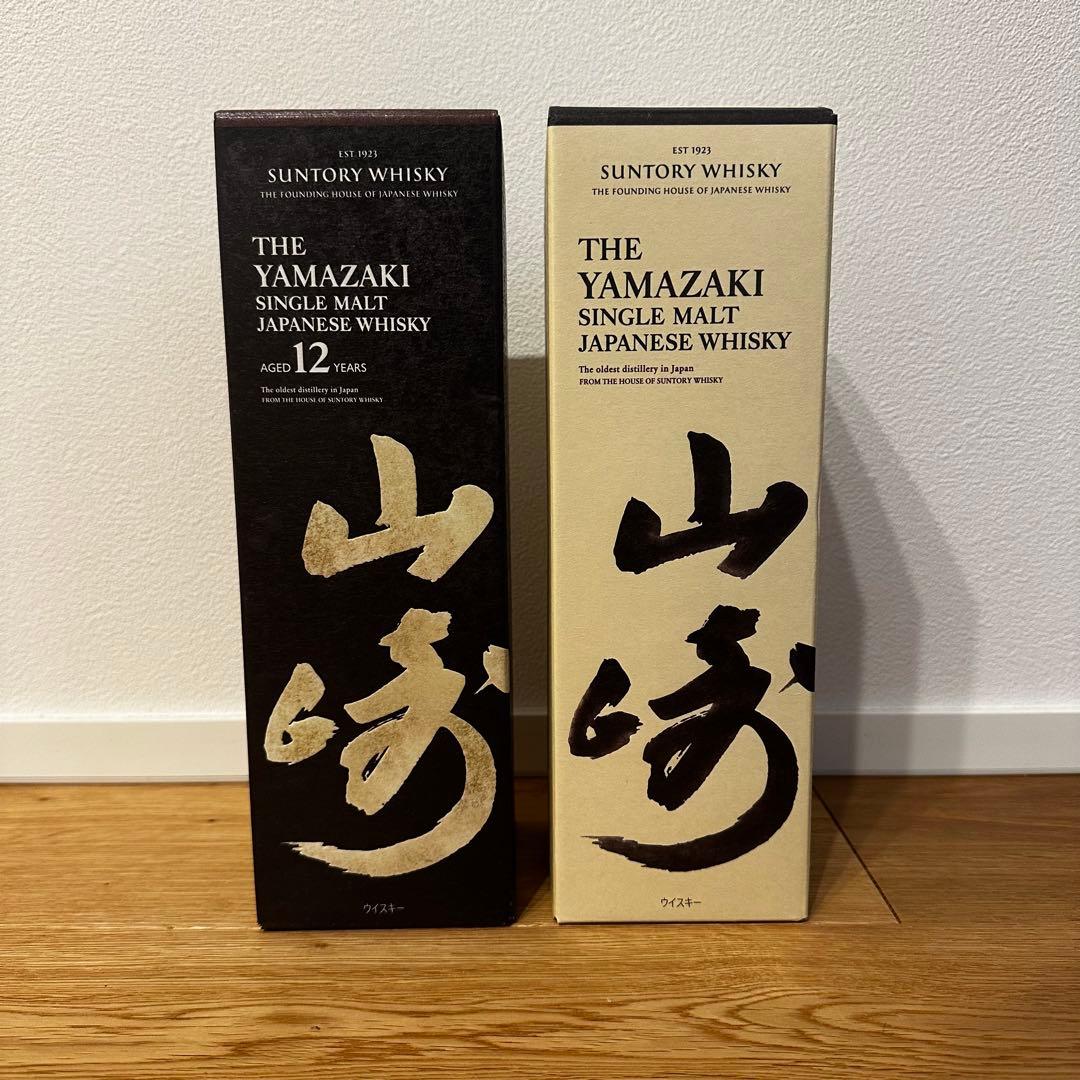 EST 1923
SUNTORY WHISKY
THE FOUNDING HOUSE OF JAPANESE WHISKY
THE
YAMAZAKI
SINGLE MALT
JAPANESE WHISKY
AGED 12 YEARS
The oldest distillery in Japan
FROM THE HOUSE OF SUNTORY WHISKY
山
崎
ウイスキー
EST 1923
SUNTORY WHISKY
THE FOUNDING HOUSE OF JAPANESE WHISKY
THE
YAMAZAKI
SINGLE MALT
JAPANESE WHISKY
The oldest distillery in Japan
FROM THE HOUSE OF SUNTORY WHISKY
山
崎
ウイスキー